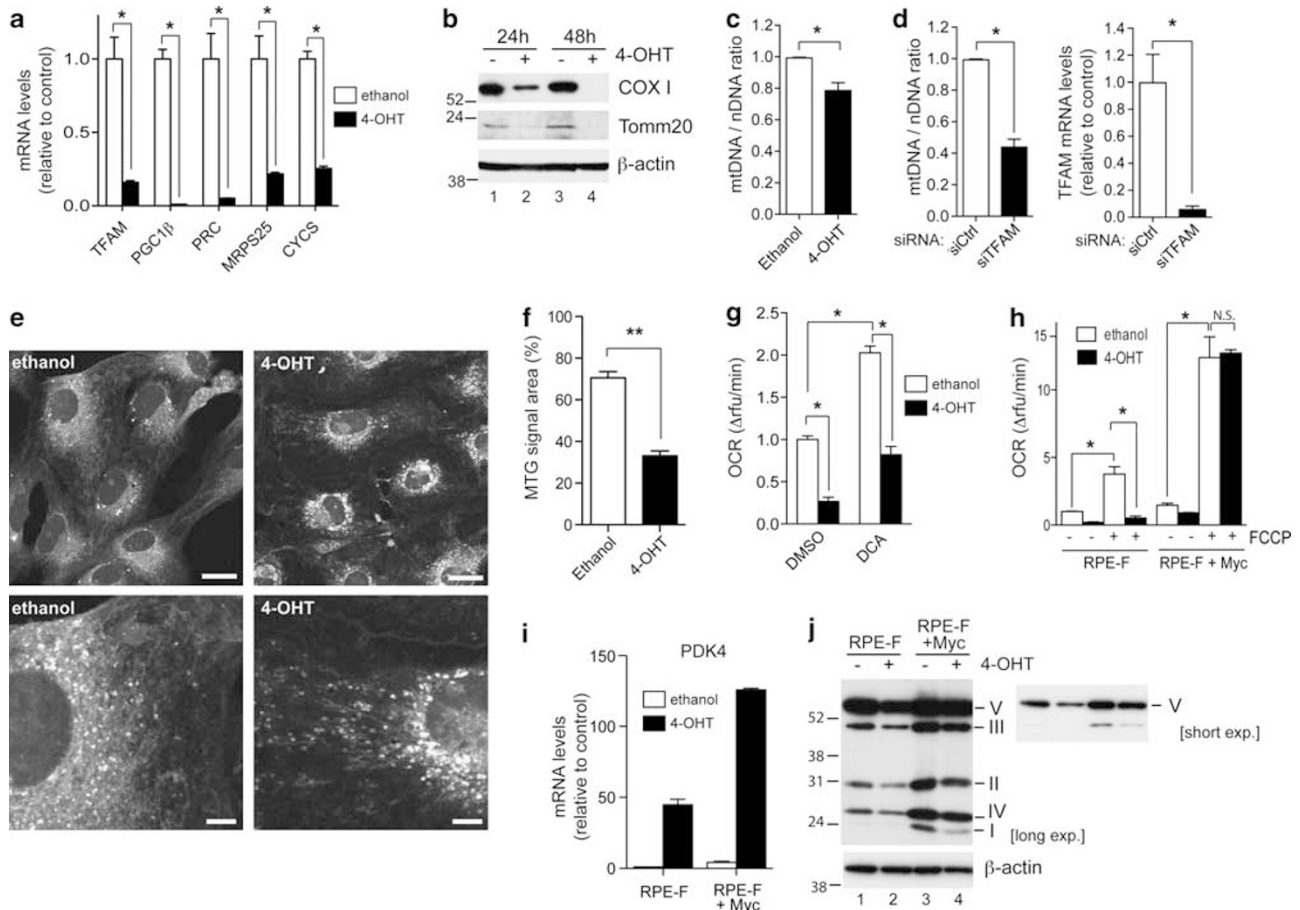 a
mRNA levels
(relative to control)
1.0
0.5
0.0
* * * * *
ethanol
4-OHT
TFAM
PGC1β
PRC
MRPS25
CYCS
b
24h 48h
- + - + 4-OHT
COX I
52
24
Tomm20
β-actin
38
1 2 3 4
c
mtDNA / nDNA ratio
1.2
1.0
0.8
0.6
0.4
0.2
0.0
*
Ethanol
4-OHT
d
mtDNA / nDNA ratio
1.2
1.0
0.8
0.6
0.4
0.2
0.0
*
siRNA:
siCtrl
siTFAM
TFAM mRNA levels
(relative to control)
1.4
1.2
1.0
0.8
0.6
0.4
0.2
0.0
*
siRNA:
siCtrl
siTFAM
e
ethanol
4-OHT
ethanol
4-OHT
f
MTG signal area (%)
100
80
60
40
20
0
**
Ethanol
4-OHT
g
OCR (Δrfu/min)
2.5
2.0
1.5
1.0
0.5
0.0
* * *
ethanol
4-OHT
DMSO
DCA
h
ethanol
4-OHT
OCR (Δrfu/min)
15
10
5
0
* * * N.S.
- - + + - - + + FCCP
RPE-F RPE-F + Myc
i
PDK4
mRNA levels
(relative to control)
150
100
50
0
ethanol
4-OHT
RPE-F
RPE-F
+ Myc
j
RPE-F
RPE-F
+Myc
- + - + 4-OHT
V
52
III
38
31
II
IV
24
I
[long exp.]
V
[short exp.]
β-actin
38
1 2 3 4